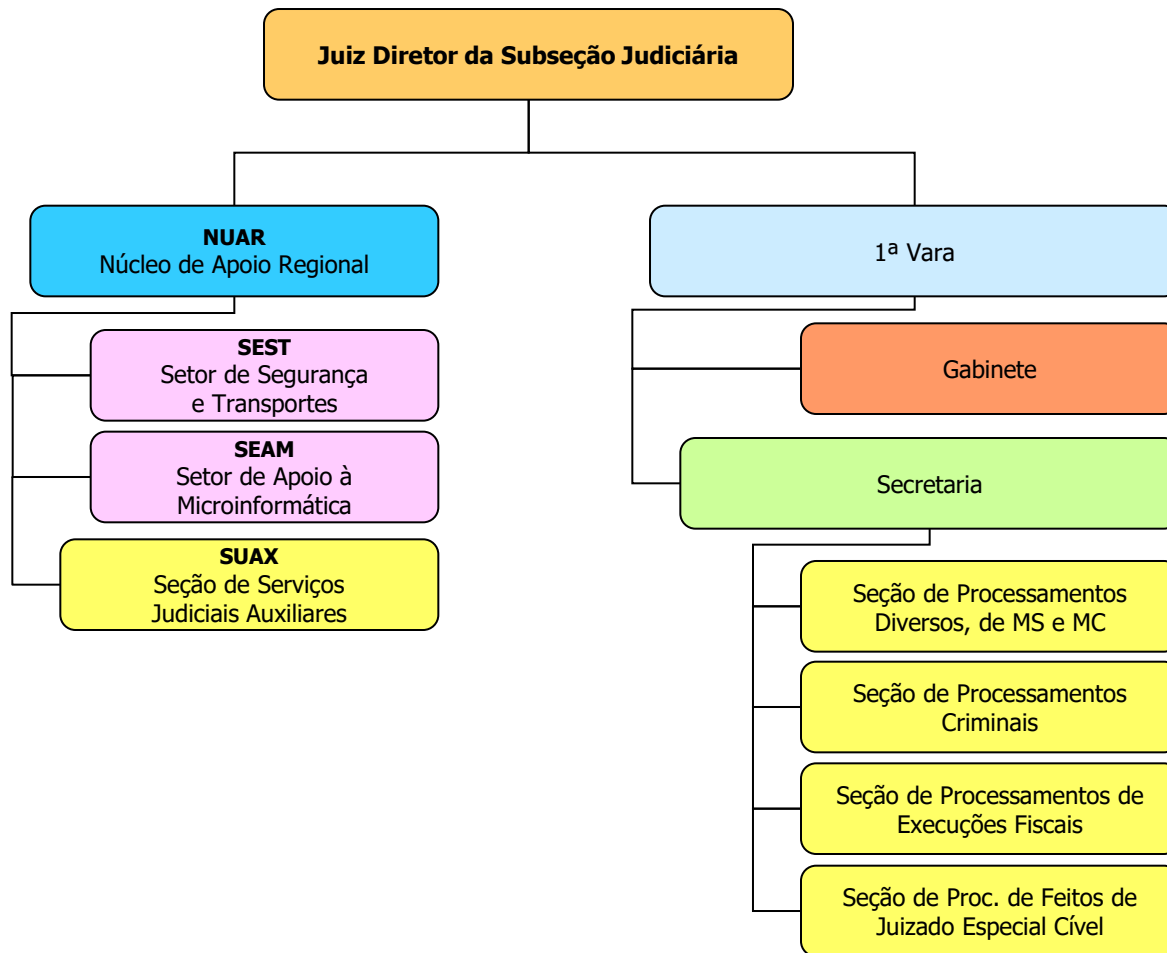 Juiz Diretor da Subseção Judiciária
NUAR
Núcleo de Apoio Regional
SEST
Setor de Segurança
e Transportes
SEAM
Setor de Apoio à
Microinformática
SUAX
Seção de Serviços
Judiciais Auxiliares
1ª Vara
Gabinete
Secretaria
Seção de Processamentos
Diversos, de MS e MC
Seção de Processamentos
Criminais
Seção de Processamentos de
Execuções Fiscais
Seção de Proc. de Feitos de
Juizado Especial Cível